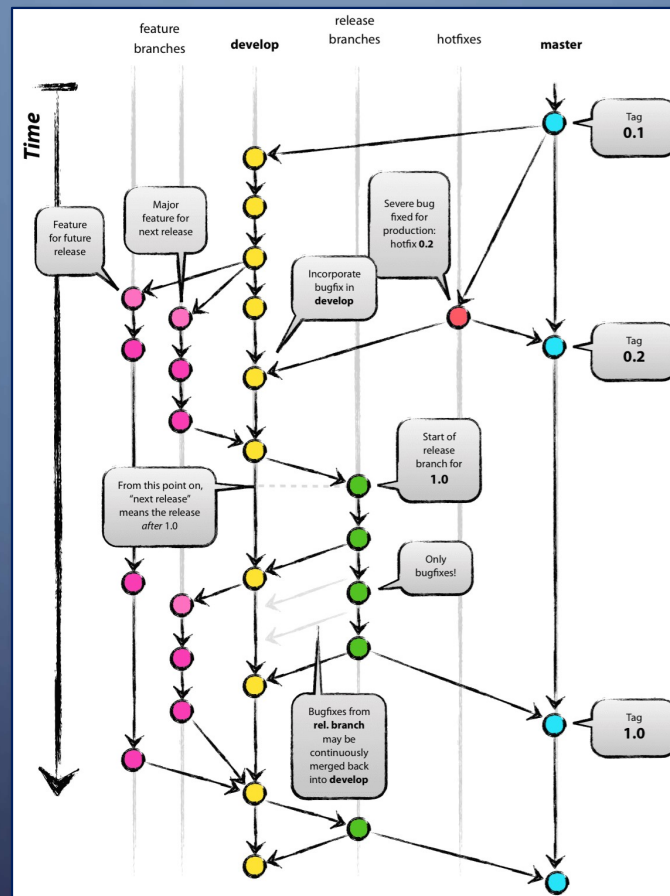 feature
branches
develop
release
branches
hotfixes
master
Time
Tag
0.1
Major
feature for
next release
Severe bug
fixed for
production:
hotfix 0.2
Feature
for future
release
Incorporate
bugfix in
develop
Tag
0.2
Start of
release
branch for
1.0
From this point on,
“next release”
means the release
after 1.0
Only
bugfixes!
Bugfixes from
rel. branch
may be
continuously
merged back
into develop
Tag
1.0